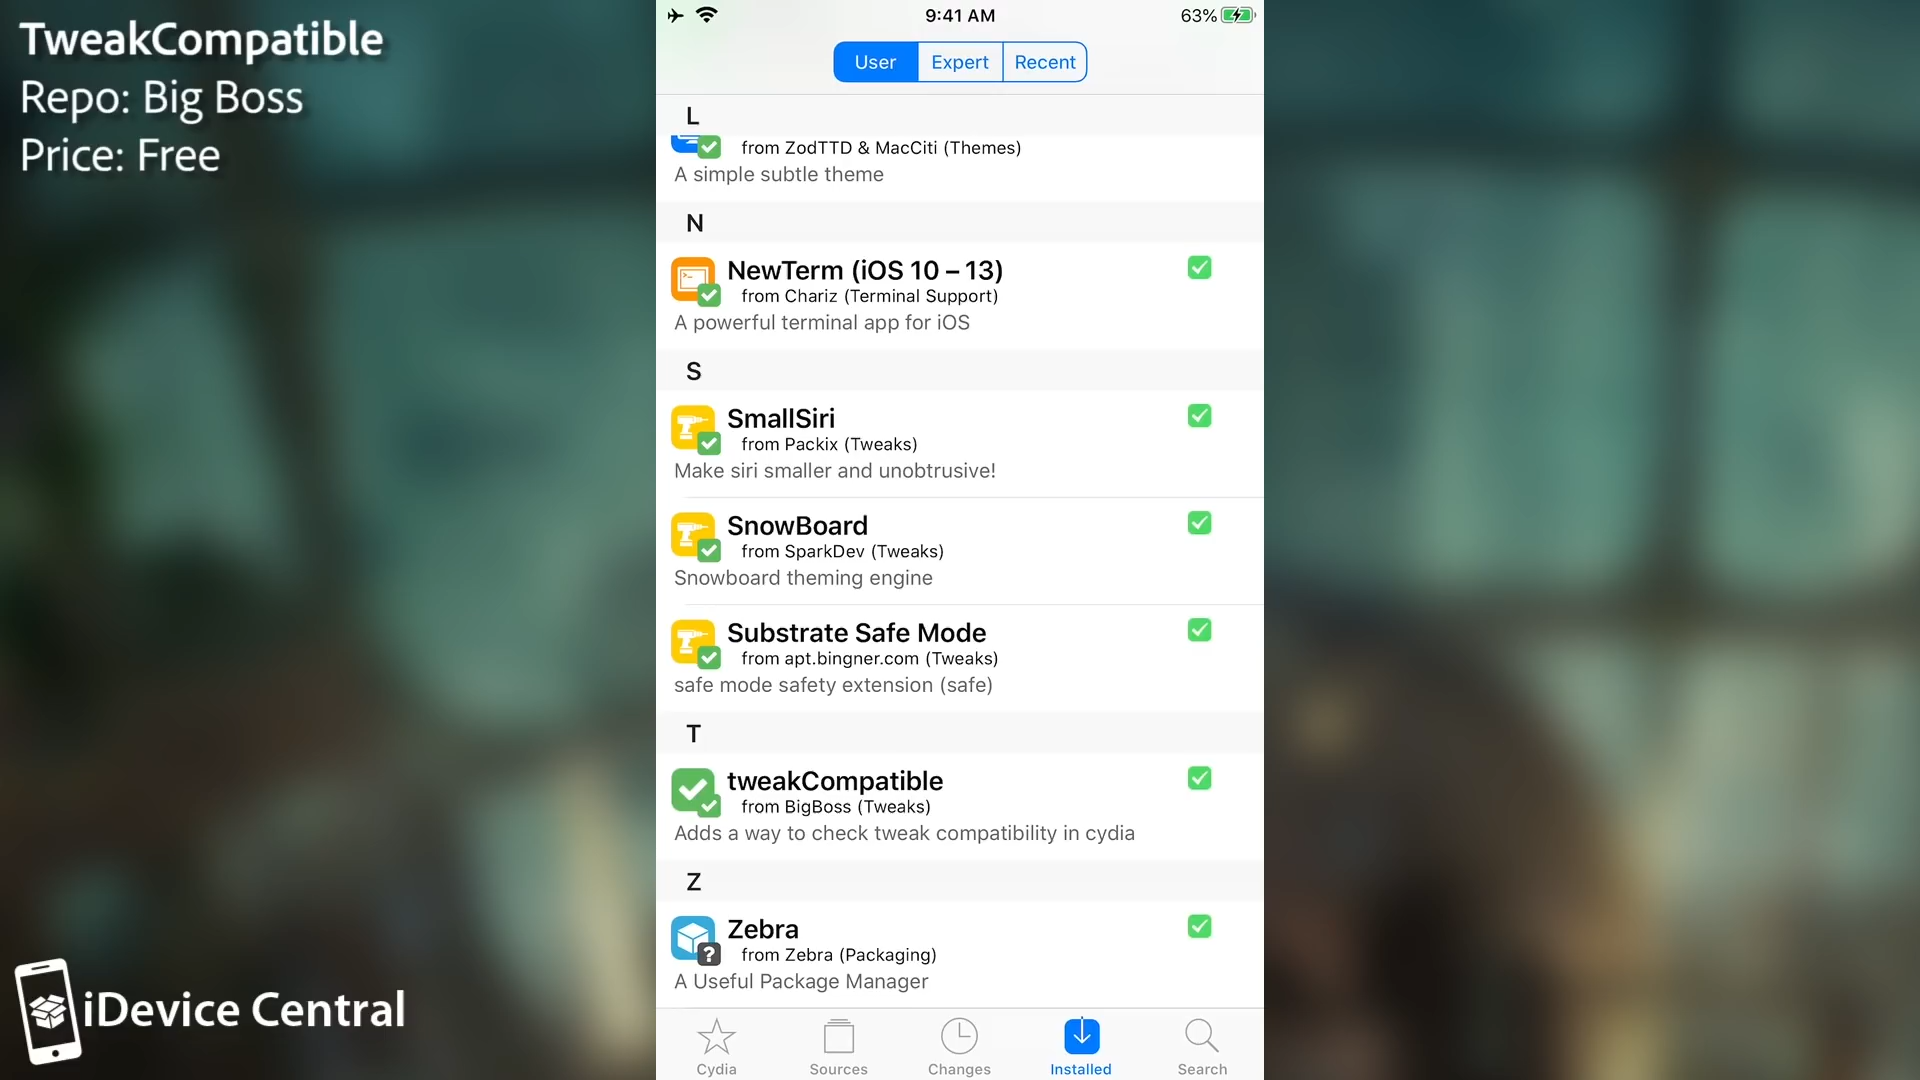 TweakCompatible
Repo: Big Boss
Price: Free
9:41 AM
63%
User
Expert
Recent
L
from ZodTTD & MacCiti (Themes)
A simple subtle theme
N
NewTerm (iOS 10 – 13)
from Chariz (Terminal Support)
A powerful terminal app for iOS
S
SmallSiri
from Packix (Tweaks)
Make siri smaller and unobtrusive!
SnowBoard
from SparkDev (Tweaks)
Snowboard theming engine
Substrate Safe Mode
from apt.bingner.com (Tweaks)
safe mode safety extension (safe)
T
tweakCompatible
from BigBoss (Tweaks)
Adds a way to check tweak compatibility in cydia
Z
Zebra
from Zebra (Packaging)
A Useful Package Manager
Cydia
Sources
Changes
Installed
Search
iDevice Central